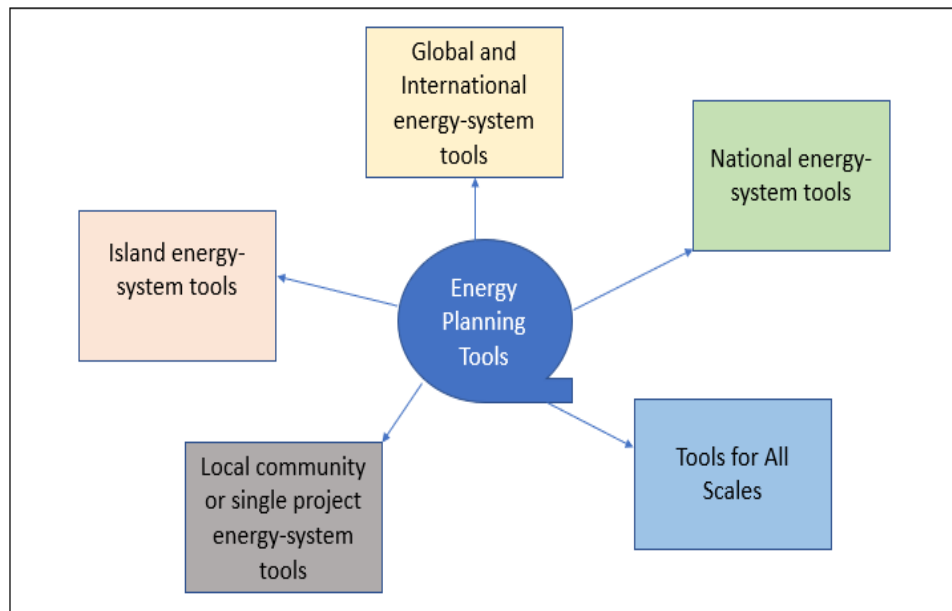 Global and
International
energy-system
tools
National energy-
system tools
Island energy-
system tools
Energy
Planning
Tools
Local community
or single project
energy-system
tools
Tools for All
Scales